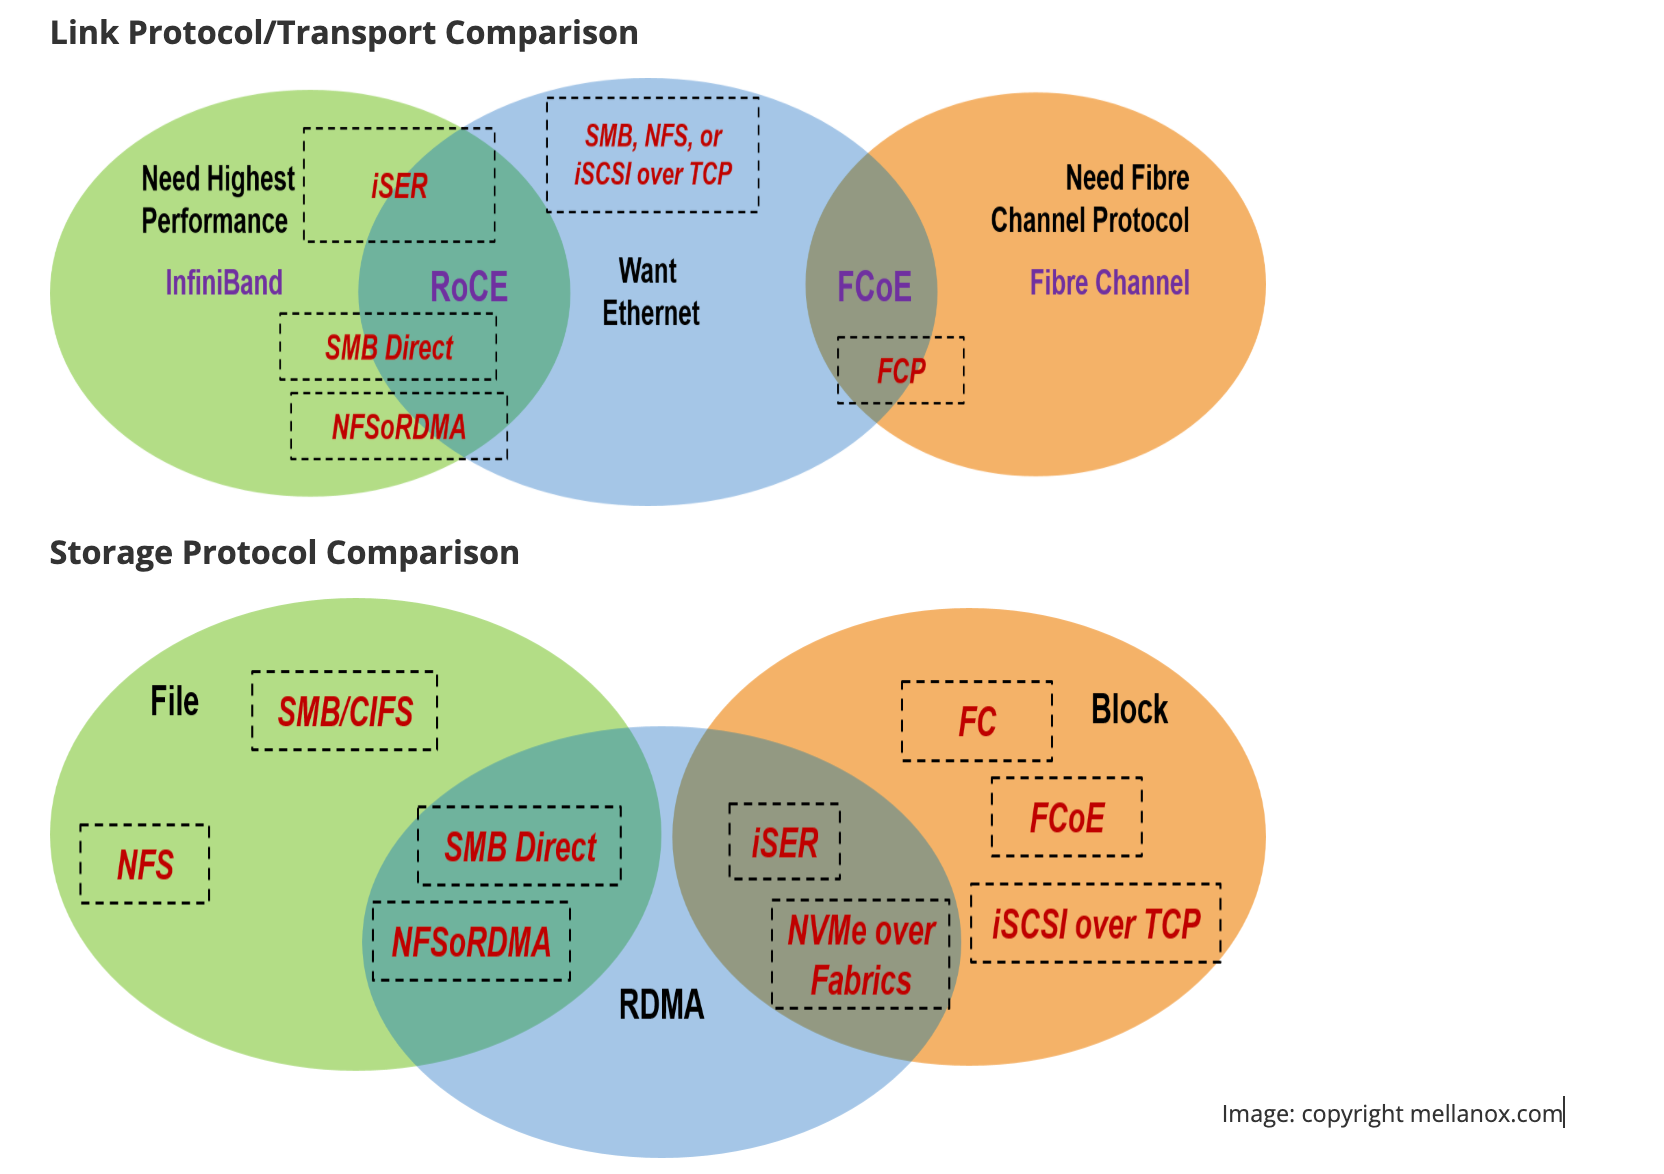 Link Protocol/Transport Comparison
Need Highest
Performance
InfiniBand
iSER
RoCE
SMB Direct
NFSoRDMA
SMB, NFS, or
iSCSI over TCP
Want
Ethernet
FCoE
FCP
Need Fibre
Channel Protocol
Fibre Channel
Storage Protocol Comparison
File
SMB/CIFS
NFS
SMB Direct
NFSoRDMA
RDMA
iSER
NVMe over
Fabrics
FC
Block
FCoE
iSCSI over TCP
Image: copyright mellanox.com